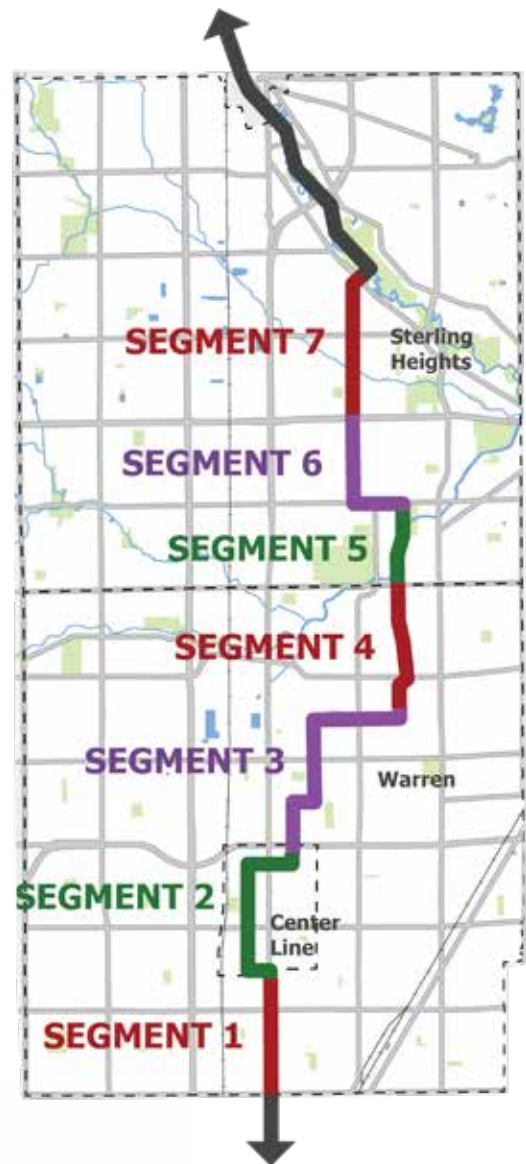 SEGMENT 7
Sterling
Heights
SEGMENT 6
SEGMENT 5
SEGMENT 4
SEGMENT 3
Warren
SEGMENT 2
Center
Line
SEGMENT 1